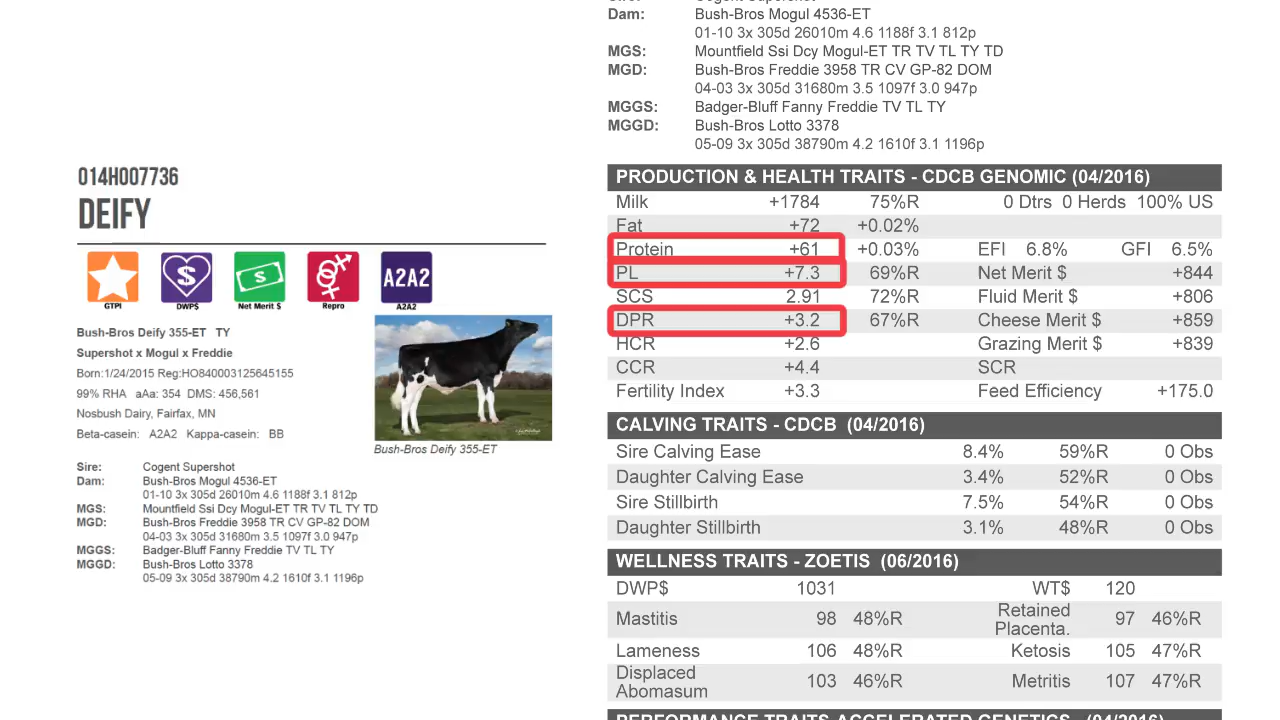 014H007736
DEIFY
GTPI DWP$ Net Merit $ Repro A2A2 A2A2
Bush-Bros Deify 355-ET TY
Supershot x Mogul x Freddie
Born:1/24/2015 Reg:HO840003125645155
99% RHA aAa: 354 DMS: 456,561
Nosbush Dairy, Fairfax, MN
Beta-casein: A2A2 Kappa-casein: BB
Bush-Bros Deify 355-ET
Sire: Cogent Supershot
Dam: Bush-Bros Mogul 4536-ET
01-10 3x 305d 26010m 4.6 1188f 3.1 812p
MGS: Mountfield Ssi Dcy Mogul-ET TR TV TL TY TD
MGD: Bush-Bros Freddie 3958 TR CV GP-82 DOM
04-03 3x 305d 31680m 3.5 1097f 3.0 947p
MGGS: Badger-Bluff Fanny Freddie TV TL TY
MGGD: Bush-Bros Lotto 3378
05-09 3x 305d 38790m 4.2 1610f 3.1 1196p
Dam: Bush-Bros Mogul 4536-ET
01-10 3x 305d 26010m 4.6 1188f 3.1 812p
MGS: Mountfield Ssi Dcy Mogul-ET TR TV TL TY TD
MGD: Bush-Bros Freddie 3958 TR CV GP-82 DOM
04-03 3x 305d 31680m 3.5 1097f 3.0 947p
MGGS: Badger-Bluff Fanny Freddie TV TL TY
MGGD: Bush-Bros Lotto 3378
05-09 3x 305d 38790m 4.2 1610f 3.1 1196p
PRODUCTION & HEALTH TRAITS - CDCB GENOMIC (04/2016)
Milk +1784 75%R 0 Dtrs 0 Herds 100% US
Fat +72 +0.02%
Protein +61 +0.03% EFI 6.8% GFI 6.5%
PL +7.3 69%R Net Merit $ +844
SCS 2.91 72%R Fluid Merit $ +806
DPR +3.2 67%R Cheese Merit $ +859
HCR +2.6 Grazing Merit $ +839
CCR +4.4 SCR
Fertility Index +3.3 Feed Efficiency +175.0
CALVING TRAITS - CDCB (04/2016)
Sire Calving Ease 8.4% 59%R 0 Obs
Daughter Calving Ease 3.4% 52%R 0 Obs
Sire Stillbirth 7.5% 54%R 0 Obs
Daughter Stillbirth 3.1% 48%R 0 Obs
WELLNESS TRAITS - ZOETIS (06/2016)
DWP$ 1031 WT$ 120
Mastitis 98 48%R Retained Placenta. 97 46%R
Lameness 106 48%R Ketosis 105 47%R
Displaced Abomasum 103 46%R Metritis 107 47%R
PERFORMANCE TRAITS-ACCELERATED GENETICS - (04/2016)